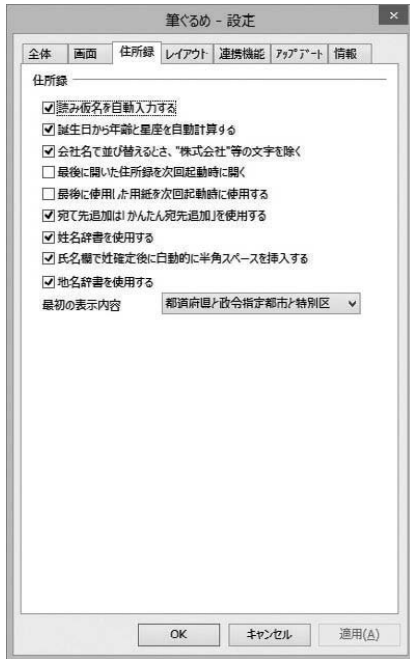 筆ぐるめ - 設定
全体 画面 住所録 レイアウト 連携機能 アップデート 情報
住所録
読み仮名を自動入力する
誕生日から年齢と星座を自動計算する
会社名で並び替えるとき、"株式会社"等の文字を除く
最後に開いた住所録を次回起動時に開く
最後に使用した用紙を次回起動時に使用する
宛て先追加は「かんたん宛先追加」を使用する
姓名辞書を使用する
氏名欄で姓確定後に自動的に半角スペースを挿入する
地名辞書を使用する
最初の表示内容 都道府県と政令指定都市と特別区
OK キャンセル 適用(A)